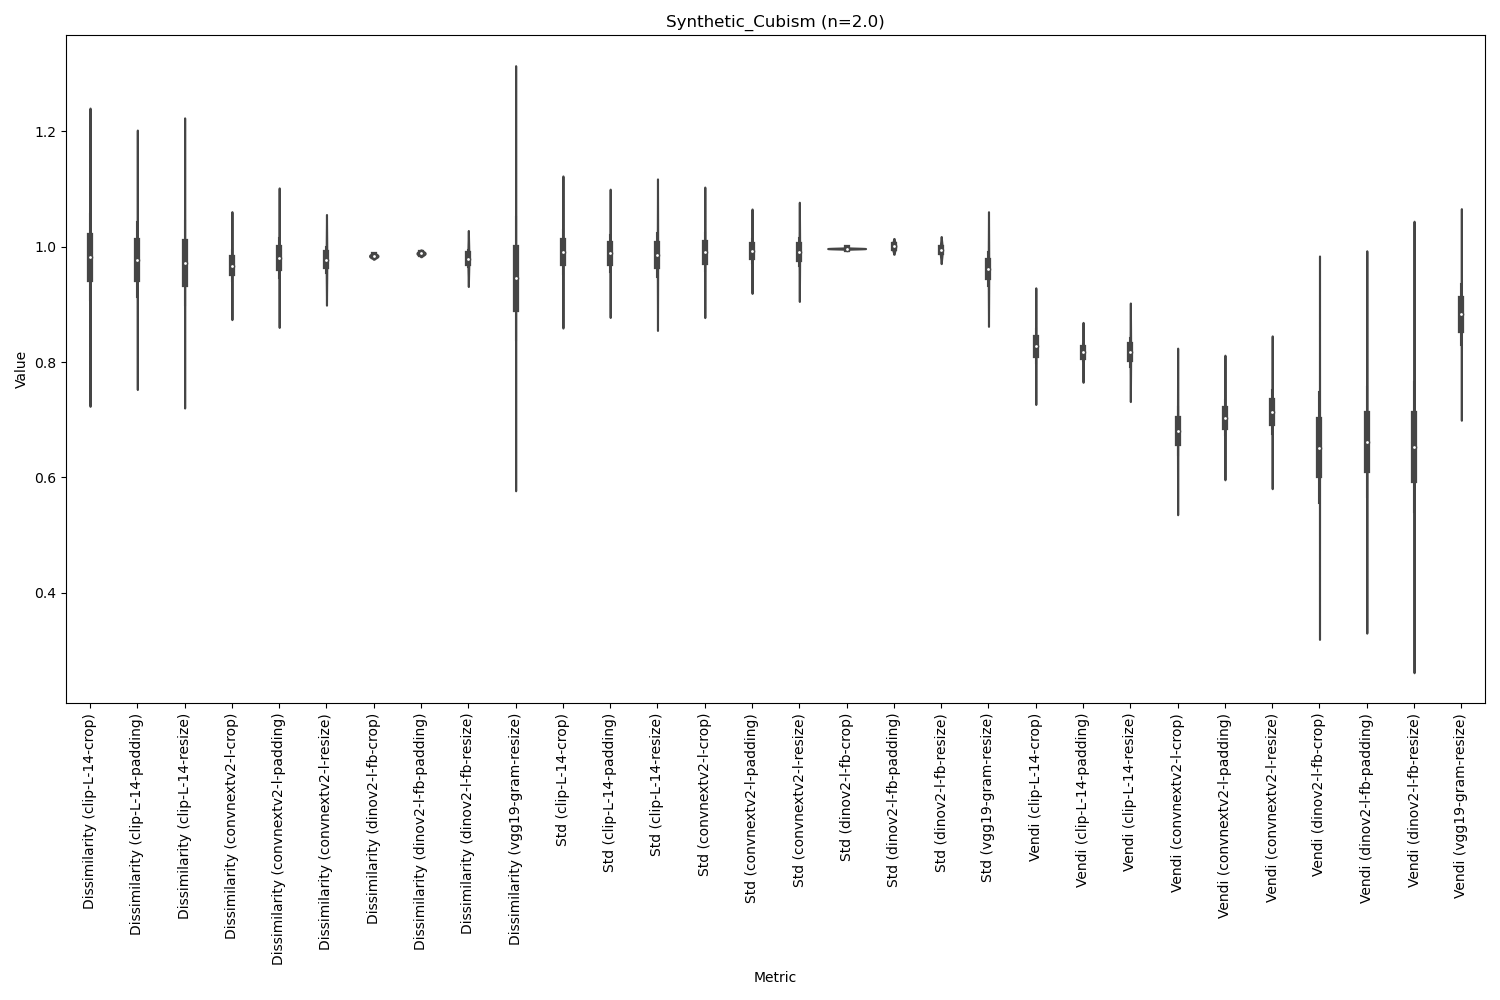 Synthetic_Cubism (n=2.0)
Value
1.2
1.0
0.8
0.6
0.4
Dissimilarity (clip-L-14-crop)
Dissimilarity (clip-L-14-padding)
Dissimilarity (clip-L-14-resize)
Dissimilarity (convnextv2-l-crop)
Dissimilarity (convnextv2-l-padding)
Dissimilarity (convnextv2-l-resize)
Dissimilarity (dinov2-l-fb-crop)
Dissimilarity (dinov2-l-fb-padding)
Dissimilarity (dinov2-l-fb-resize)
Dissimilarity (vgg19-gram-resize)
Std (clip-L-14-crop)
Std (clip-L-14-padding)
Std (clip-L-14-resize)
Std (convnextv2-l-crop)
Std (convnextv2-l-padding)
Std (convnextv2-l-resize)
Std (dinov2-l-fb-crop)
Std (dinov2-l-fb-padding)
Std (dinov2-l-fb-resize)
Std (vgg19-gram-resize)
Vendi (clip-L-14-crop)
Vendi (clip-L-14-padding)
Vendi (clip-L-14-resize)
Vendi (convnextv2-l-crop)
Vendi (convnextv2-l-padding)
Vendi (convnextv2-l-resize)
Vendi (dinov2-l-fb-crop)
Vendi (dinov2-l-fb-padding)
Vendi (dinov2-l-fb-resize)
Vendi (vgg19-gram-resize)
Metric